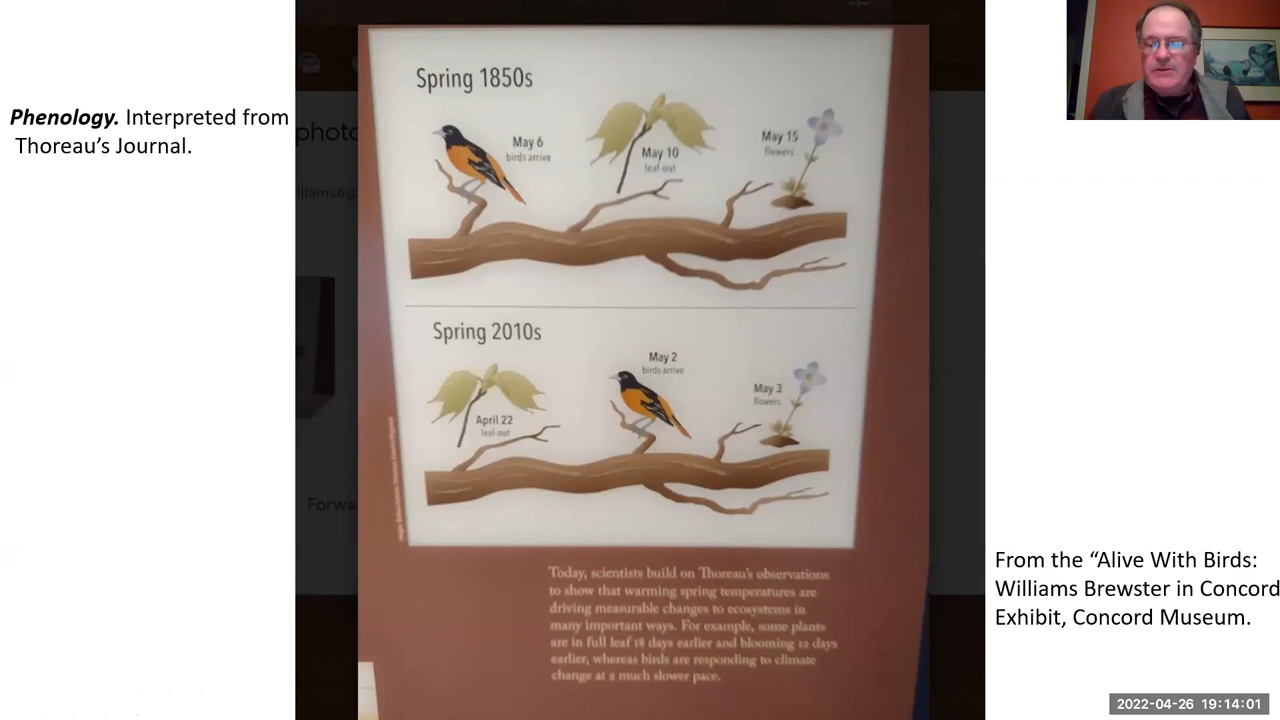 Phenology. Interpreted from
Thoreau's Journal.
photo
lliams6@
Forwa
Spring 1850s
May 6
birds arrive
May 10
leaf-out
May 15
flowers
Spring 2010s
April 22
leaf-out
May 2
birds arrive
May 3
flowers
Today, scientists build on Thoreau's observations
to show that warming spring temperatures are
driving measurable changes to ecosystems in
many important ways. For example, some plants
are in full leaf 18 days earlier and blooming 12 days
earlier, whereas birds are responding to climate
change at a much slower pace.
From the “Alive With Birds:
Williams Brewster in Concord
Exhibit, Concord Museum.
2022-04-26 19:14:01